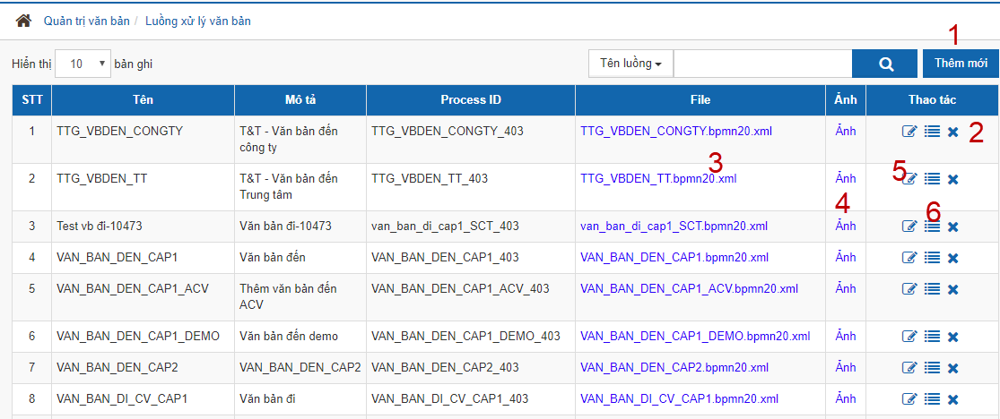 Quản trị văn bản / Luồng xử lý văn bản
1
Hiển thị 10 bản ghi Tên luồng Thêm mới
STT Tên Mô tả Process ID File Ảnh Thao tác
1 TTG_VBDEN_CONGTY T&T - Văn bản đến TTG_VBDEN_CONGTY_403 TTG_VBDEN_CONGTY.bpmn20.xml Ảnh 2
công ty
3
2 TTG_VBDEN_TT T&T - Văn bản đến TTG_VBDEN_TT_403 TTG_VBDEN_TT.bpmn20.xml Ảnh 5
Trung tâm
4 6
3 Test vb đi-10473 Văn bản đi-10473 van_ban_di_cap1_SCT_403 van_ban_di_cap1_SCT.bpmn20.xml Ảnh
4 VAN_BAN_DEN_CAP1 Văn bản đến VAN_BAN_DEN_CAP1_403 VAN_BAN_DEN_CAP1.bpmn20.xml Ảnh
5 VAN_BAN_DEN_CAP1_ACV Thêm văn bản đến VAN_BAN_DEN_CAP1_ACV_403 VAN_BAN_DEN_CAP1_ACV.bpmn20.xml Ảnh
ACV
6 VAN_BAN_DEN_CAP1_DEMO Văn bản đến demo VAN_BAN_DEN_CAP1_DEMO_403 VAN_BAN_DEN_CAP1_DEMO.bpmn20.xml Ảnh
7 VAN_BAN_DEN_CAP2 VAN_BAN_DEN_CAP2 VAN_BAN_DEN_CAP2_403 VAN_BAN_DEN_CAP2.bpmn20.xml Ảnh
8 VAN_BAN_DI_CV_CAP1 Văn bản đi VAN_BAN_DI_CV_CAP1_403 VAN_BAN_DI_CV_CAP1.bpmn20.xml Ảnh